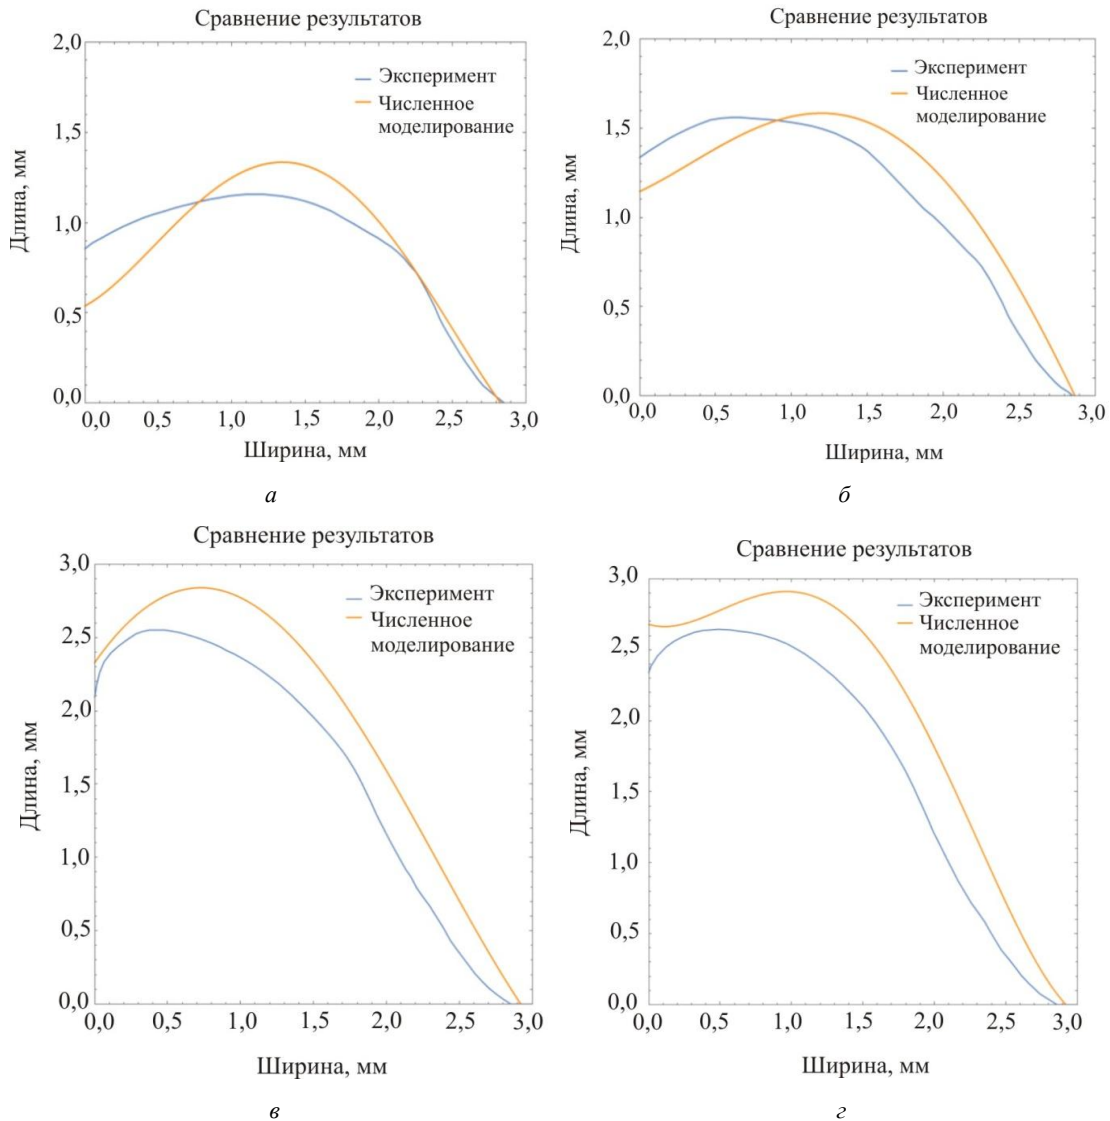 Сравнение результатов
2,0
1,5
1,0
0,5
0,0
Длина, мм
Эксперимент
Численное
моделирование
0,0 0,5 1,0 1,5 2,0 2,5 3,0
Ширина, мм
а
Сравнение результатов
2,0
1,5
1,0
0,5
0,0
Длина, мм
Эксперимент
Численное
моделирование
0,0 0,5 1,0 1,5 2,0 2,5 3,0
Ширина, мм
б
Сравнение результатов
3,0
2,5
2,0
1,5
1,0
0,5
0,0
Длина, мм
Эксперимент
Численное
моделирование
0,0 0,5 1,0 1,5 2,0 2,5 3,0
Ширина, мм
в
Сравнение результатов
3,0
2,5
2,0
1,5
1,0
0,5
0,0
Длина, мм
Эксперимент
Численное
моделирование
0,0 0,5 1,0 1,5 2,0 2,5 3,0
Ширина, мм
г